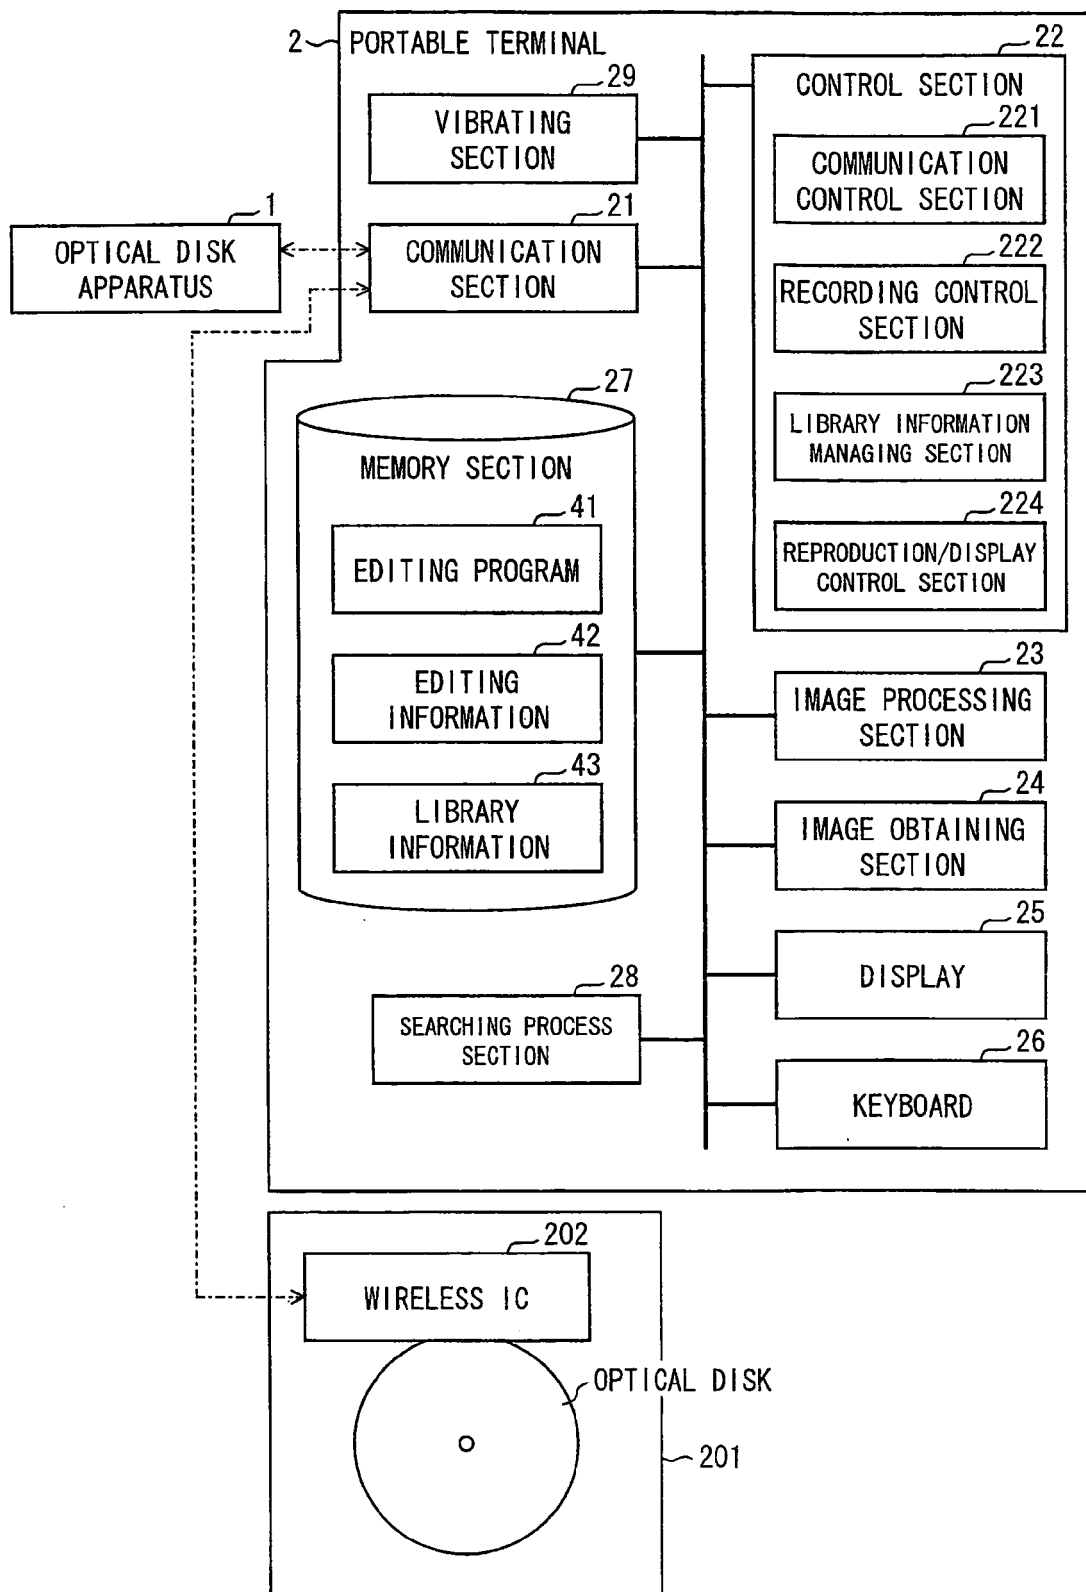 2 PORTABLE TERMINAL
29
VIBRATING
SECTION
1
OPTICAL DISK
APPARATUS
21
COMMUNICATION
SECTION
27
MEMORY SECTION
41
EDITING PROGRAM
42
EDITING
INFORMATION
43
LIBRARY
INFORMATION
28
SEARCHING PROCESS
SECTION
22
CONTROL SECTION
221
COMMUNICATION
CONTROL SECTION
222
RECORDING CONTROL
SECTION
223
LIBRARY INFORMATION
MANAGING SECTION
224
REPRODUCTION/DISPLAY
CONTROL SECTION
23
IMAGE PROCESSING
SECTION
24
IMAGE OBTAINING
SECTION
25
DISPLAY
26
KEYBOARD
202
WIRELESS IC
OPTICAL DISK
201